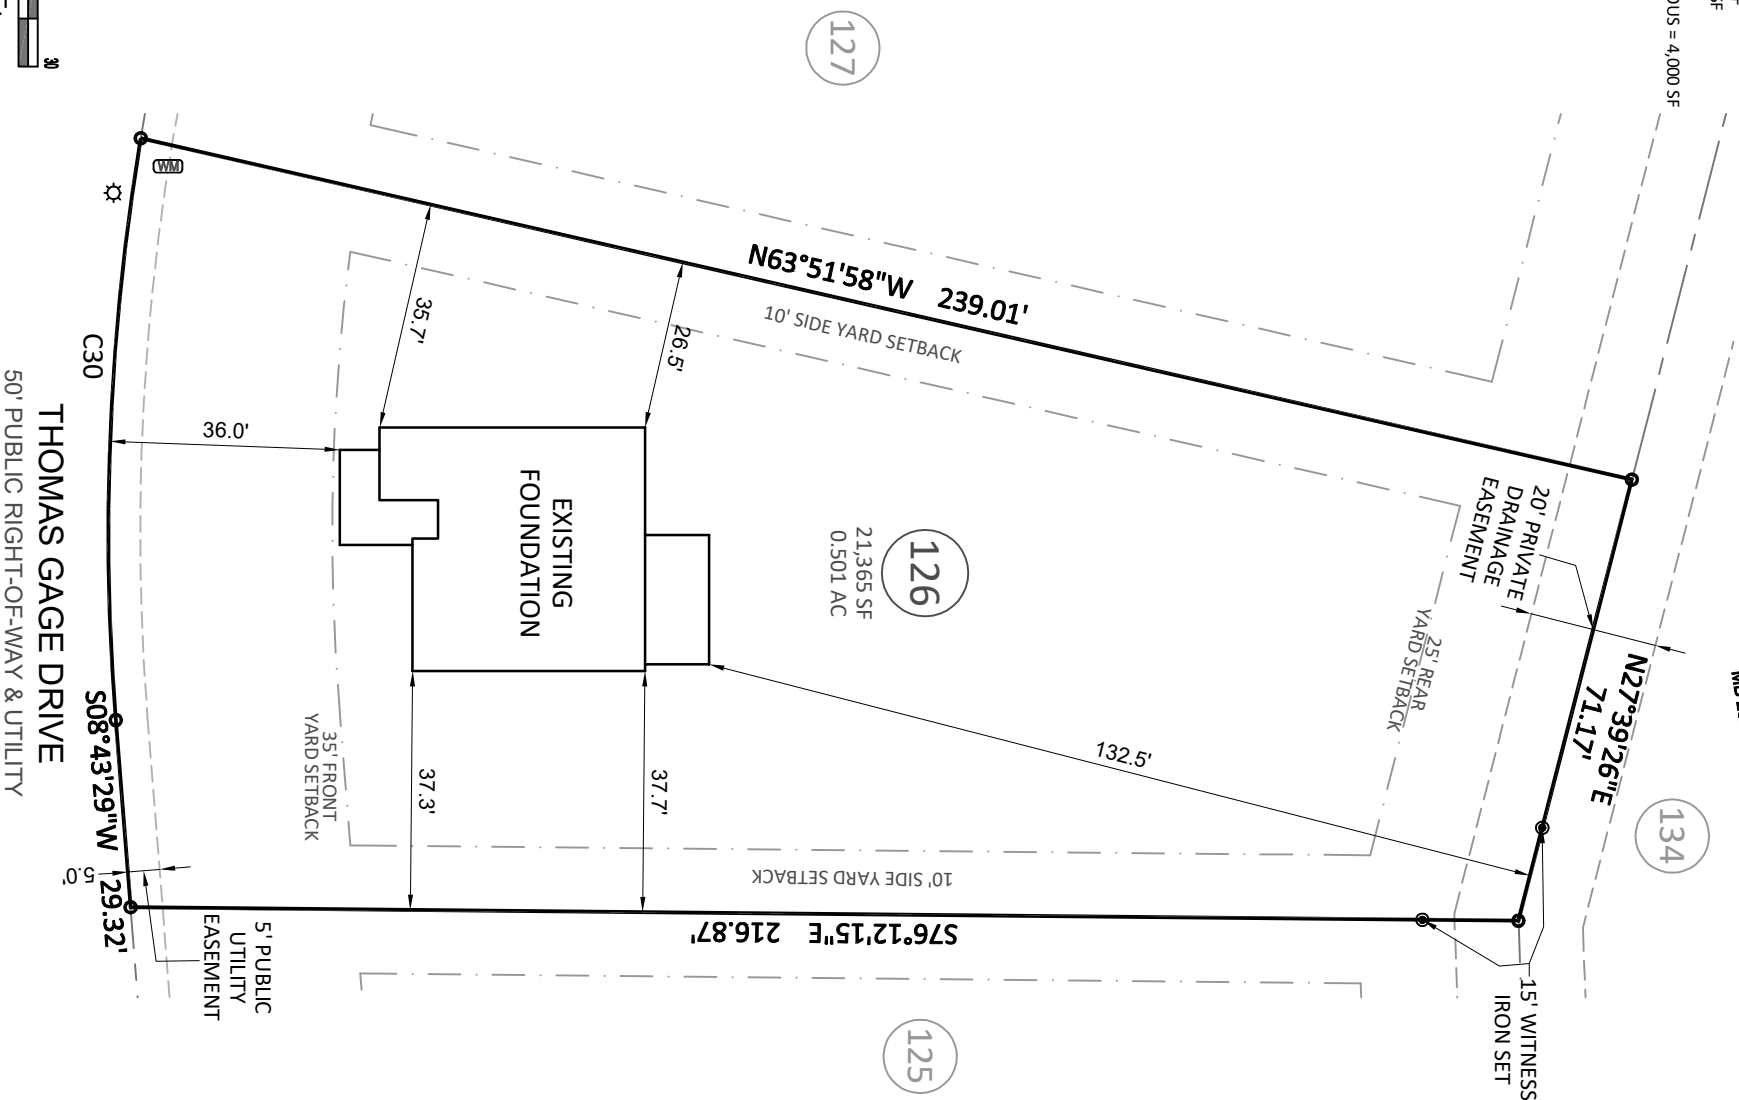 OUS = 4,000 SF
SF
30
127
WM
N63°51'58"W 239.01'
10' SIDE YARD SETBACK
35.7'
26.5'
C30
36.0'
THOMAS GAGE DRIVE
50' PUBLIC RIGHT-OF-WAY & UTILITY
EXISTING
FOUNDATION
126
21,365 SF
0.501 AC
20' PRIVATE
DRAINAGE
EASEMENT
25' REAR
YARD SETBACK
N27°39'26"E
71.17'
134
132.5'
37.3'
37.7'
35' FRONT
YARD SETBACK
S08°43'29"W 29.32'
5.0'
10' SIDE YARD SETBACK
S76°12'15"E 216.87'
5' PUBLIC
UTILITY
EASEMENT
15' WITNESS
IRON SET
125